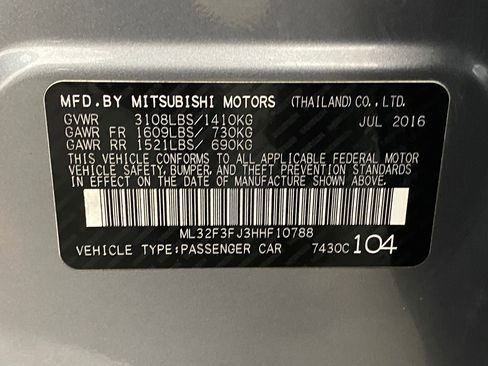 MFD.BY MITSUBISHI MOTORS (THAILAND) CO.,LTD.
GVWR 3108LBS/1410KG JUL 2016
GAWR FR 1609LBS/ 730KG
GAWR RR 1521LBS/ 690KG
THIS VEHICLE CONFORMS TO ALL APPLICABLE FEDERAL MOTOR
VEHICLE SAFETY, BUMPER, AND THEFT PREVENTION STANDARDS
IN EFFECT ON THE DATE OF MANUFACTURE SHOWN ABOVE.
ML32F3FJ3HHF10788
VEHICLE TYPE:PASSENGER CAR 7430C 104